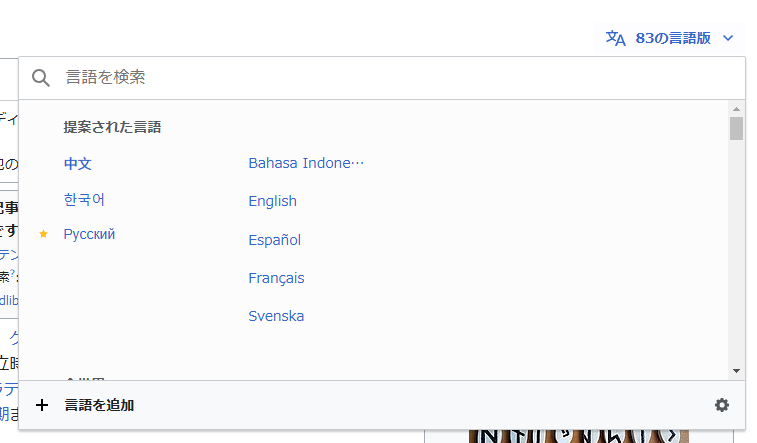 83の言語版
言語を検索
提案された言語
中文
한국어
Русский
Bahasa Indone…
English
Español
Français
Svenska
言語を追加